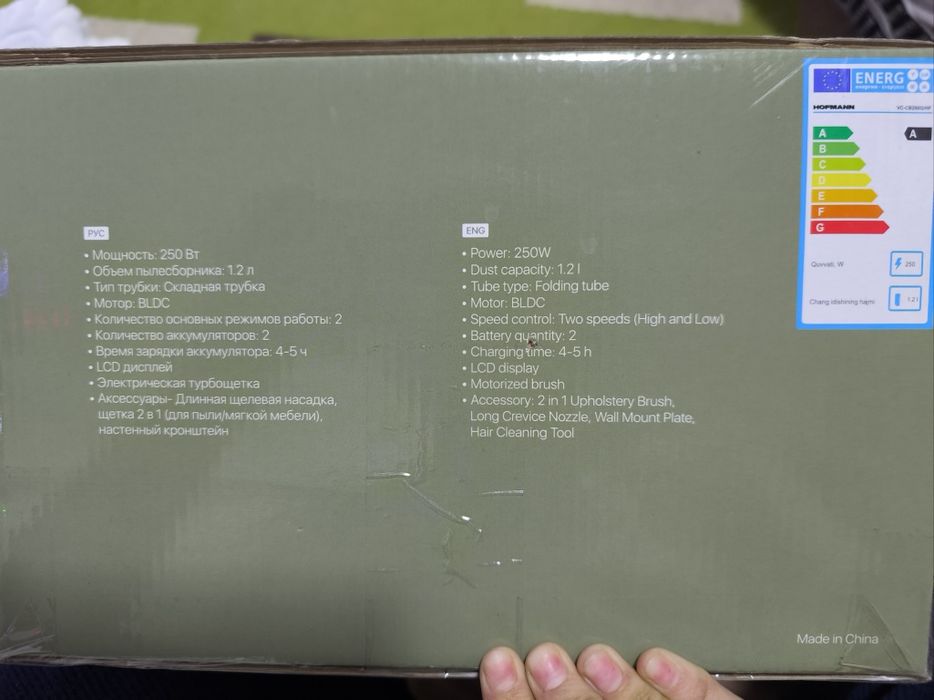 РУС
• Мощность: 250 Вт
• Объем пылесборника: 1.2 л
• Тип трубки: Складная трубка
• Мотор: BLDC
• Количество основных режимов работы: 2
• Количество аккумуляторов: 2
• Время зарядки аккумулятора: 4-5 ч
• LCD дисплей
• Электрическая турбощетка
• Аксессуары- Длинная щелевая насадка,
щетка 2 в 1 (для пыли/мягкой мебели),
настенный кронштейн
ENG
• Power: 250W
• Dust capacity: 1.2 l
• Tube type: Folding tube
• Motor: BLDC
• Speed control: Two speeds (High and Low)
• Battery quantity: 2
• Charging time: 4-5 h
• LCD display
• Motorized brush
• Accessory: 2 in 1 Upholstery Brush,
Long Crevice Nozzle, Wall Mount Plate,
Hair Cleaning Tool
ENERG
HOFMANN
A
A
B
C
D
E
F
G
Quvvati, W
250
Chang idishining hajmi
1.2 l
Made in China